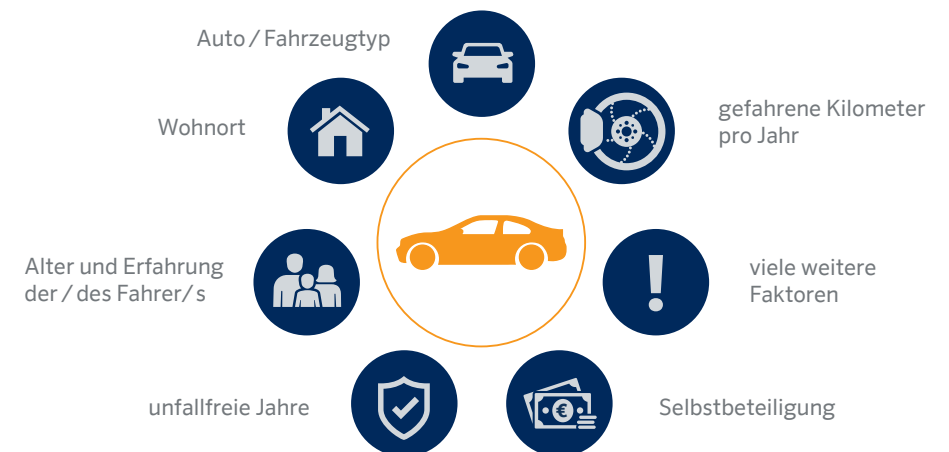 Auto / Fahrzeugtyp
gefahrene Kilometer
pro Jahr
Wohnort
Alter und Erfahrung
der / des Fahrer/s
viele weitere
Faktoren
unfallfreie Jahre
€
Selbstbeteiligung